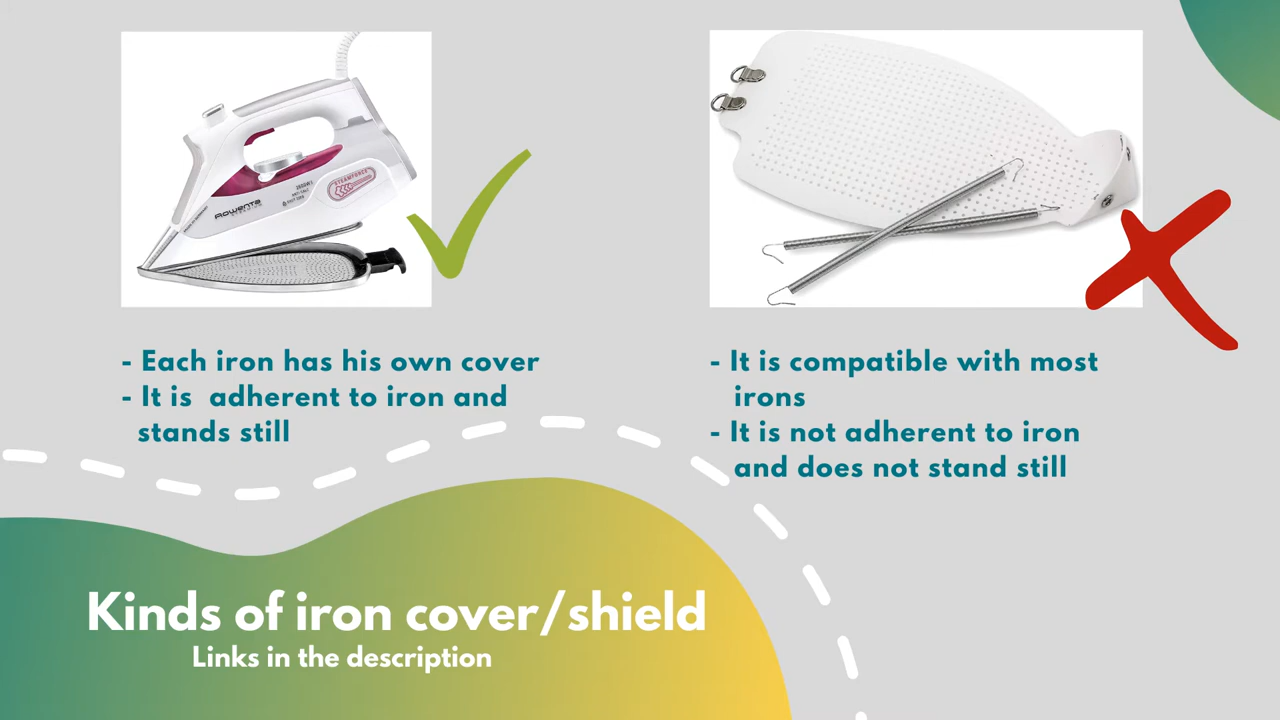 Rowenta
STEAMFORCE
- Each iron has his own cover
- It is adherent to iron and
stands still
- It is compatible with most
irons
- It is not adherent to iron
and does not stand still
Kinds of iron cover/shield
Links in the description